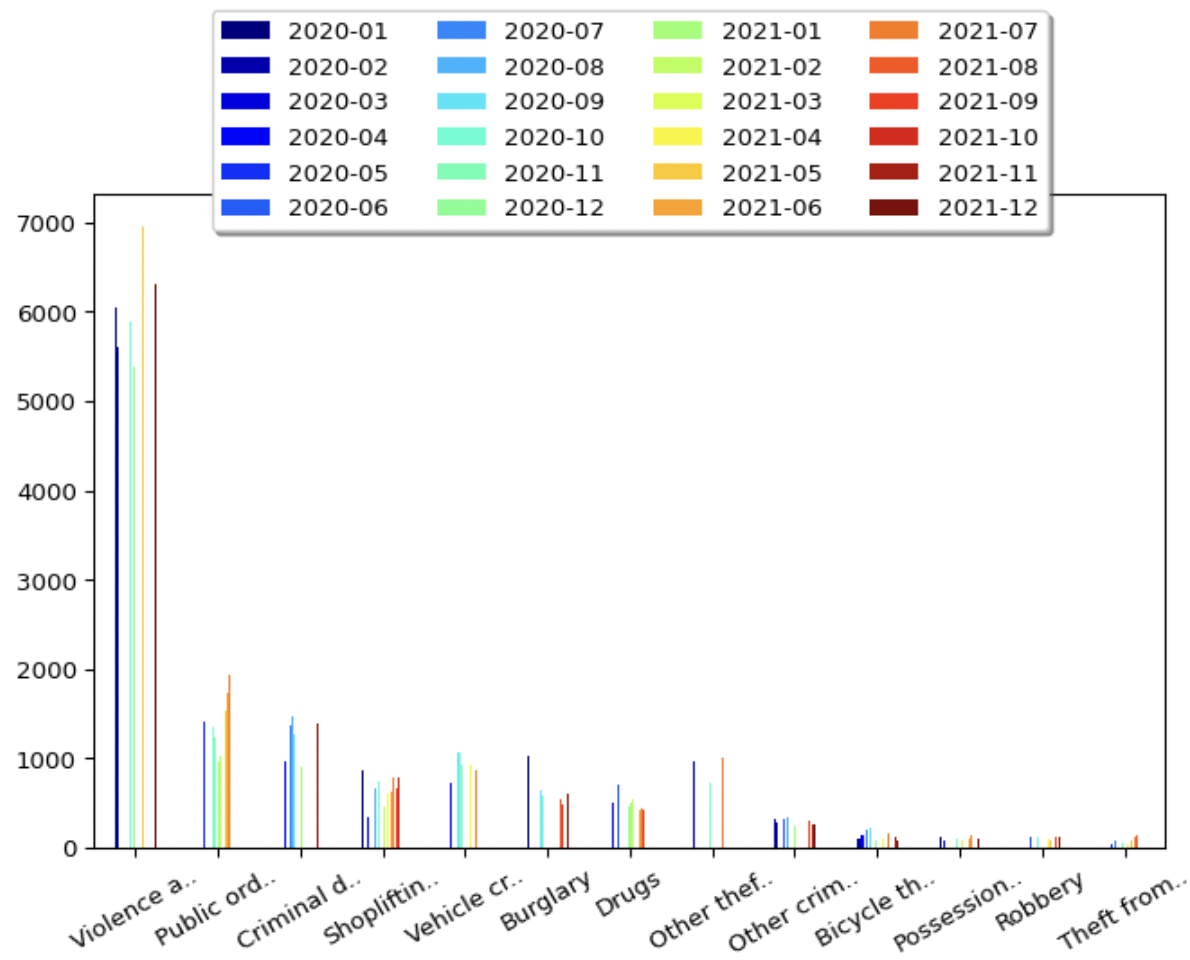 2020-01 2020-07 2021-01 2021-07
2020-02 2020-08 2021-02 2021-08
2020-03 2020-09 2021-03 2021-09
2020-04 2020-10 2021-04 2021-10
2020-05 2020-11 2021-05 2021-11
2020-06 2020-12 2021-06 2021-12
7000
6000
5000
4000
3000
2000
1000
0
Violence a.. Public ord.. Criminal d.. Shopliftin.. Vehicle cr.. Burglary Drugs Other thef.. Other crim.. Bicycle th.. Possession.. Robbery Theft from..